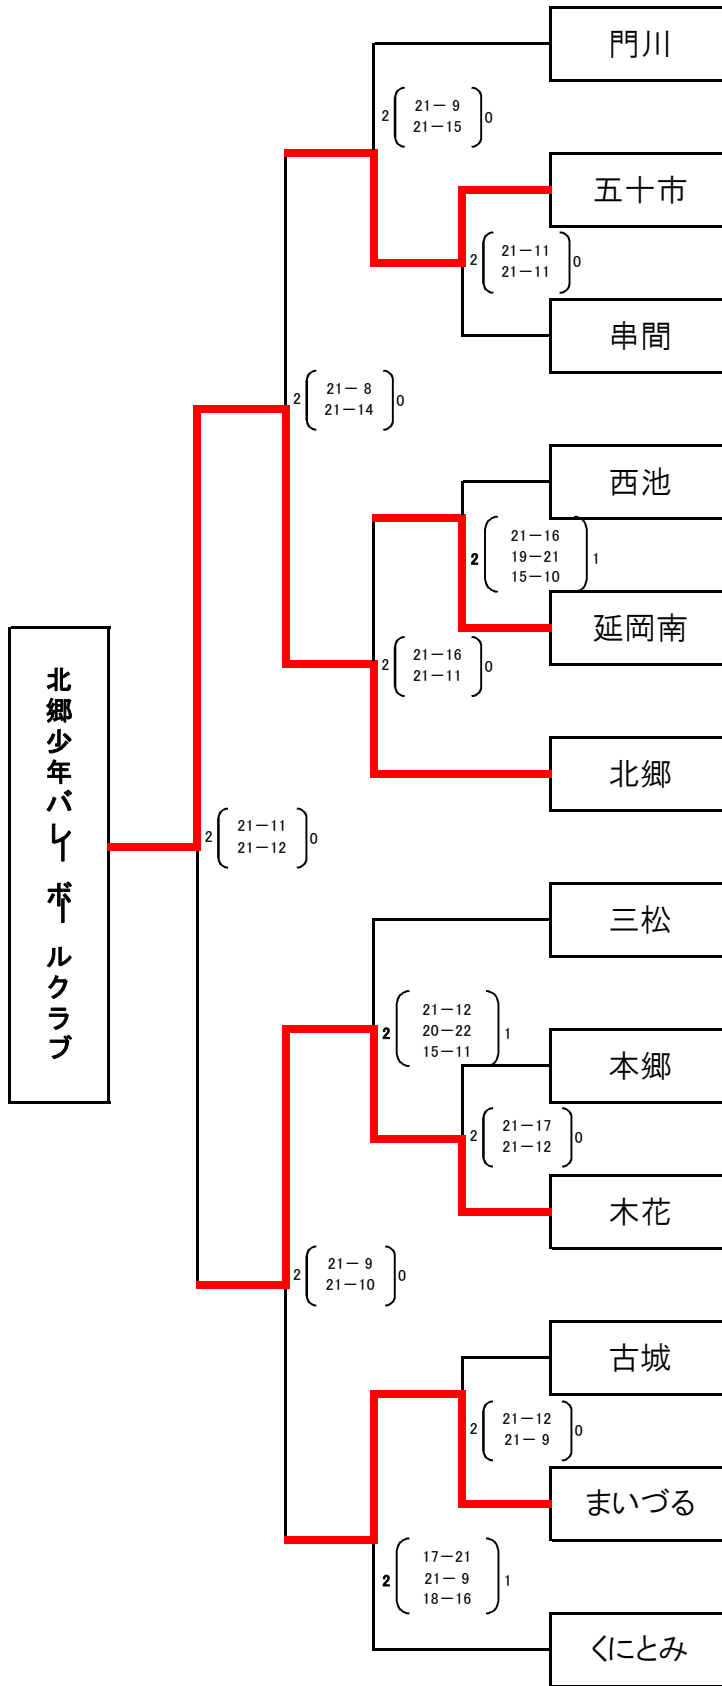 門川
2 21－ 9 0
21－15
五十市
2 21－11 0
21－11
串間
2 21－ 8 0
21－14
西池
21－16
2 19－21 1
15－10
延岡南
2 21－16 0
21－11
北郷
北郷少年バレーボールクラブ
2 21－11 0
21－12
三松
21－12
2 20－22 1
15－11
本郷
2 21－17 0
21－12
木花
2 21－ 9 0
21－10
古城
2 21－12 0
21－ 9
まいづる
17－21
2 21－ 9 1
18－16
くにとみ